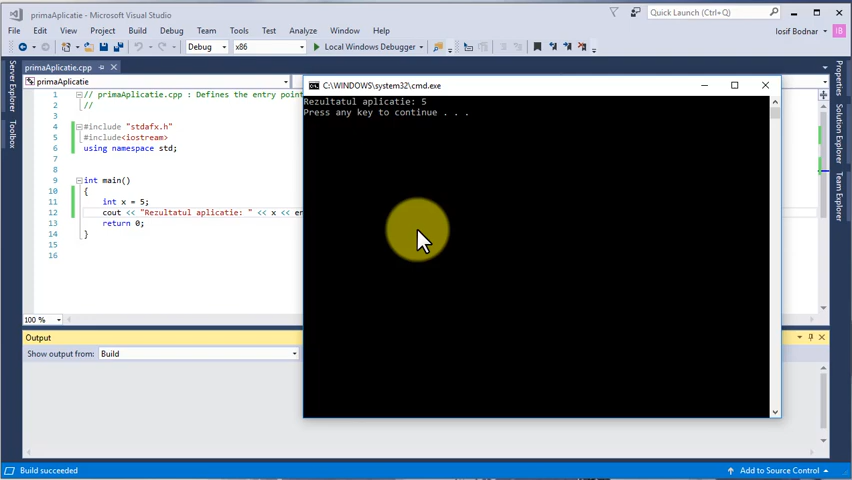 primaAplicatie - Microsoft Visual Studio
Quick Launch (Ctrl+Q)
File Edit View Project Build Debug Team Tools Test Analyze Window Help
Iosif Bodnar
Debug x86 Local Windows Debugger
primaAplicatie.cpp
primaAplicatie
Server Explorer
Toolbox
1 // primaAplicatie.cpp : Defines the entry poin
2 //
3
4 #include "stdafx.h"
5 #include<iostream>
6 using namespace std;
7
8
9 int main()
10 {
11 int x = 5;
12 cout << "Rezultatul aplicatie: " << x << en
13 return 0;
14 }
15
16
100 %
C:\WINDOWS\system32\cmd.exe
Rezultatul aplicatie: 5
Press any key to continue . . .
Properties
Solution Explorer
Team Explorer
Output
Show output from: Build
Build succeeded
Add to Source Control